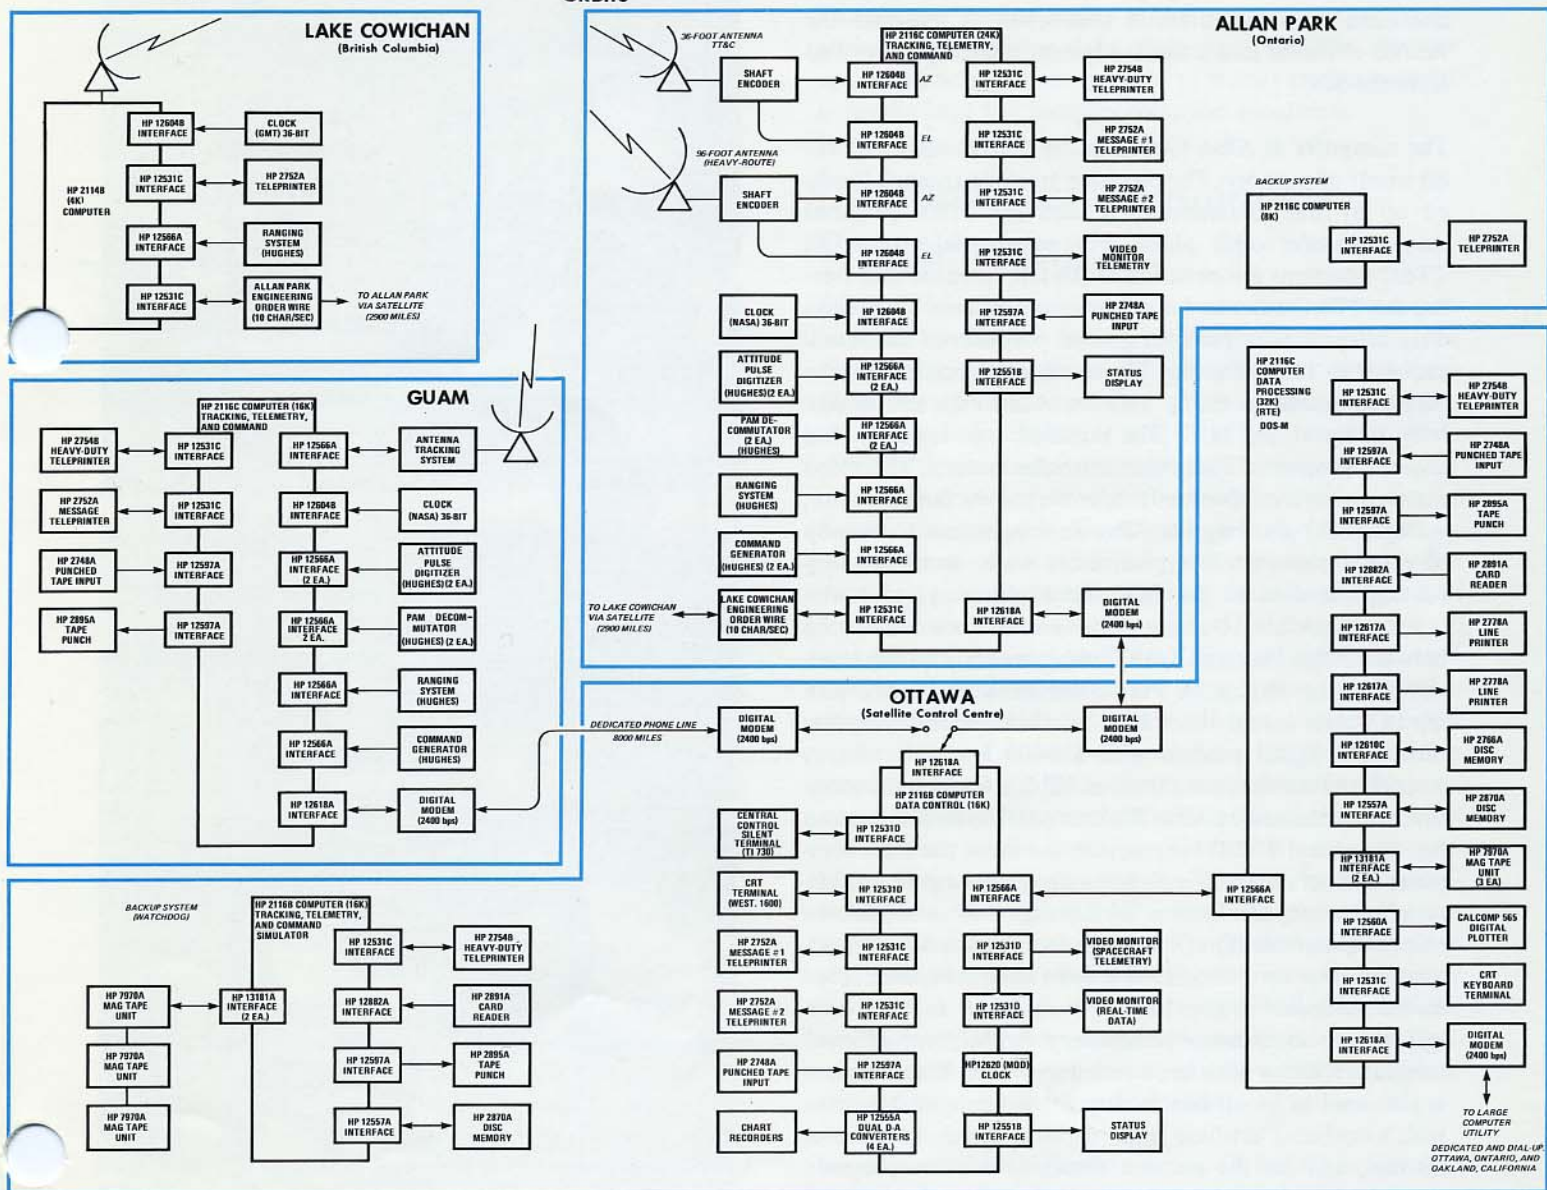 LAKE COWICHAN
(British Columbia)
HP 2114B
(4K)
COMPUTER
HP 12604B
INTERFACE
CLOCK
(GMT) 36-BIT
HP 12531C
INTERFACE
HP 2752A
TELEPRINTER
HP 12566A
INTERFACE
RANGING
SYSTEM
(HUGHES)
HP 12531C
INTERFACE
ALLAN PARK
ENGINEERING
ORDER WIRE
(10 CHAR/SEC)
TO ALLAN PARK
VIA SATELLITE
(2900 MILES)
ALLAN PARK
(Ontario)
36-FOOT ANTENNA
TT&C
SHAFT
ENCODER
96-FOOT ANTENNA
(HEAVY-ROUTE)
SHAFT
ENCODER
HP 2116C COMPUTER (24K)
TRACKING, TELEMETRY,
AND COMMAND
HP 12604B
INTERFACE
AZ
HP 12604B
INTERFACE
EL
HP 12604B
INTERFACE
AZ
HP 12604B
INTERFACE
EL
CLOCK
(NASA) 36-BIT
HP 12604B
INTERFACE
ATTITUDE
PULSE
DIGITIZER
(HUGHES)(2 EA.)
HP 12566A
INTERFACE
(2 EA.)
PAM DE-
COMMUTATOR
(2 EA.)
(HUGHES)
HP 12566A
INTERFACE
(2 EA.)
RANGING
SYSTEM
(HUGHES)
HP 12566A
INTERFACE
COMMAND
GENERATOR
(HUGHES) (2 EA.)
HP 12566A
INTERFACE
TO LAKE COWICHAN
VIA SATELLITE
(2900 MILES)
LAKE COWICHAN
ENGINEERING
ORDER WIRE
(10 CHAR/SEC)
HP 12531C
INTERFACE
HP 12531C
INTERFACE
HP 2754B
HEAVY-DUTY
TELEPRINTER
HP 12531C
INTERFACE
HP 2752A
MESSAGE #1
TELEPRINTER
HP 12531C
INTERFACE
HP 2752A
MESSAGE #2
TELEPRINTER
HP 12531C
INTERFACE
VIDEO
MONITOR
TELEMETRY
HP 12597A
INTERFACE
HP 2748A
PUNCHED TAPE
INPUT
HP 12551B
INTERFACE
STATUS
DISPLAY
HP 12618A
INTERFACE
DIGITAL
MODEM
(2400 bps)
BACKUP SYSTEM
HP 2116C COMPUTER
(8K)
HP 12531C
INTERFACE
HP 2752A
TELEPRINTER
GUAM
HP 2116C COMPUTER (16K)
TRACKING, TELEMETRY,
AND COMMAND
HP 2754B
HEAVY-DUTY
TELEPRINTER
HP 12531C
INTERFACE
HP 2752A
MESSAGE
TELEPRINTER
HP 12531C
INTERFACE
HP 2748A
PUNCHED
TAPE INPUT
HP 12597A
INTERFACE
HP 2895A
TAPE
PUNCH
HP 12597A
INTERFACE
HP 12566A
INTERFACE
ANTENNA
TRACKING
SYSTEM
HP 12604B
INTERFACE
CLOCK
(NASA) 36-BIT
HP 12566A
INTERFACE
(2 EA.)
ATTITUDE
PULSE
DIGITIZER
(HUGHES)(2 EA.)
HP 12566A
INTERFACE
2 EA.
PAM DECOM-
MUTATOR
(HUGHES) (2 EA.)
HP 12566A
INTERFACE
RANGING
SYSTEM
(HUGHES)
HP 12566A
INTERFACE
COMMAND
GENERATOR
(HUGHES)
HP 12618A
INTERFACE
DIGITAL
MODEM
(2400 bps)
DEDICATED PHONE LINE
8000 MILES
OTTAWA
(Satellite Control Centre)
DIGITAL
MODEM
(2400 bps)
DIGITAL
MODEM
(2400 bps)
HP 12618A
INTERFACE
HP 2116B COMPUTER
DATA CONTROL (16K)
CENTRAL
CONTROL
SILENT
TERMINAL
(TI 730)
HP 12531D
INTERFACE
CRT
TERMINAL
(WEST. 1600)
HP 12531D
INTERFACE
HP 2752A
MESSAGE #1
TELEPRINTER
HP 12531C
INTERFACE
HP 2752A
MESSAGE #2
TELEPRINTER
HP 12531C
INTERFACE
HP 2748A
PUNCHED TAPE
INPUT
HP 12597A
INTERFACE
CHART
RECORDERS
HP 12555A
DUAL D-A
CONVERTERS
(4 EA.)
HP 12566A
INTERFACE
HP 12531D
INTERFACE
VIDEO MONITOR
(SPACECRAFT
TELEMETRY)
HP 12531D
INTERFACE
VIDEO MONITOR
(REAL-TIME
DATA)
HP12620 (MOD)
CLOCK
HP 12551B
INTERFACE
STATUS
DISPLAY
HP 2116C
COMPUTER
DATA
PROCESSING
(32K)
(RTE)
DOS-M
HP 12566A
INTERFACE
HP 12531C
INTERFACE
HP 2754B
HEAVY-DUTY
TELEPRINTER
HP 12597A
INTERFACE
HP 2748A
PUNCHED TAPE
INPUT
HP 12597A
INTERFACE
HP 2895A
TAPE
PUNCH
HP 12882A
INTERFACE
HP 2891A
CARD
READER
HP 12617A
INTERFACE
HP 2778A
LINE
PRINTER
HP 12617A
INTERFACE
HP 2778A
LINE
PRINTER
HP 12610C
INTERFACE
HP 2766A
DISC
MEMORY
HP 12557A
INTERFACE
HP 2870A
DISC
MEMORY
HP 13181A
INTERFACE
(2 EA.)
HP 7970A
MAG TAPE
UNIT
(3 EA)
HP 12560A
INTERFACE
CALCOMP 565
DIGITAL
PLOTTER
HP 12531C
INTERFACE
CRT
KEYBOARD
TERMINAL
HP 12618A
INTERFACE
DIGITAL
MODEM
(2400 bps)
TO LARGE
COMPUTER
UTILITY
DEDICATED AND DIAL-UP.
OTTAWA, ONTARIO, AND
OAKLAND, CALIFORNIA
BACKUP SYSTEM
(WATCHDOG)
HP 2116B COMPUTER (16K)
TRACKING, TELEMETRY,
AND COMMAND
SIMULATOR
HP 7970A
MAG TAPE
UNIT
HP 7970A
MAG TAPE
UNIT
HP 7970A
MAG TAPE
UNIT
HP 13181A
INTERFACE
(2 EA.)
HP 12531C
INTERFACE
HP 2754B
HEAVY-DUTY
TELEPRINTER
HP 12882A
INTERFACE
HP 2891A
CARD
READER
HP 12597A
INTERFACE
HP 2895A
TAPE
PUNCH
HP 12557A
INTERFACE
HP 2870A
DISC
MEMORY